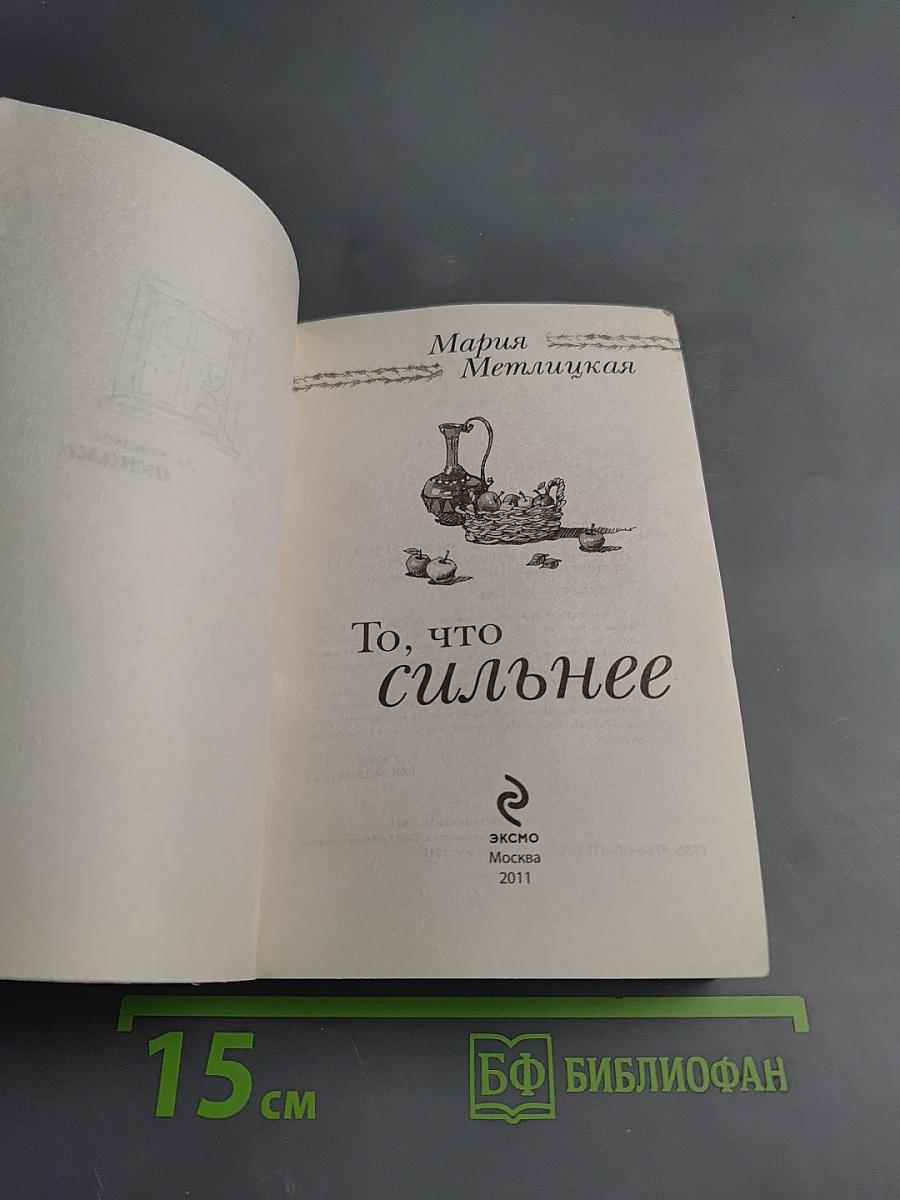 Мария
Метлицкая
То, что
сильнее
ЭКСМО
Москва
2011
15 см
БФ БИБЛИОФАН